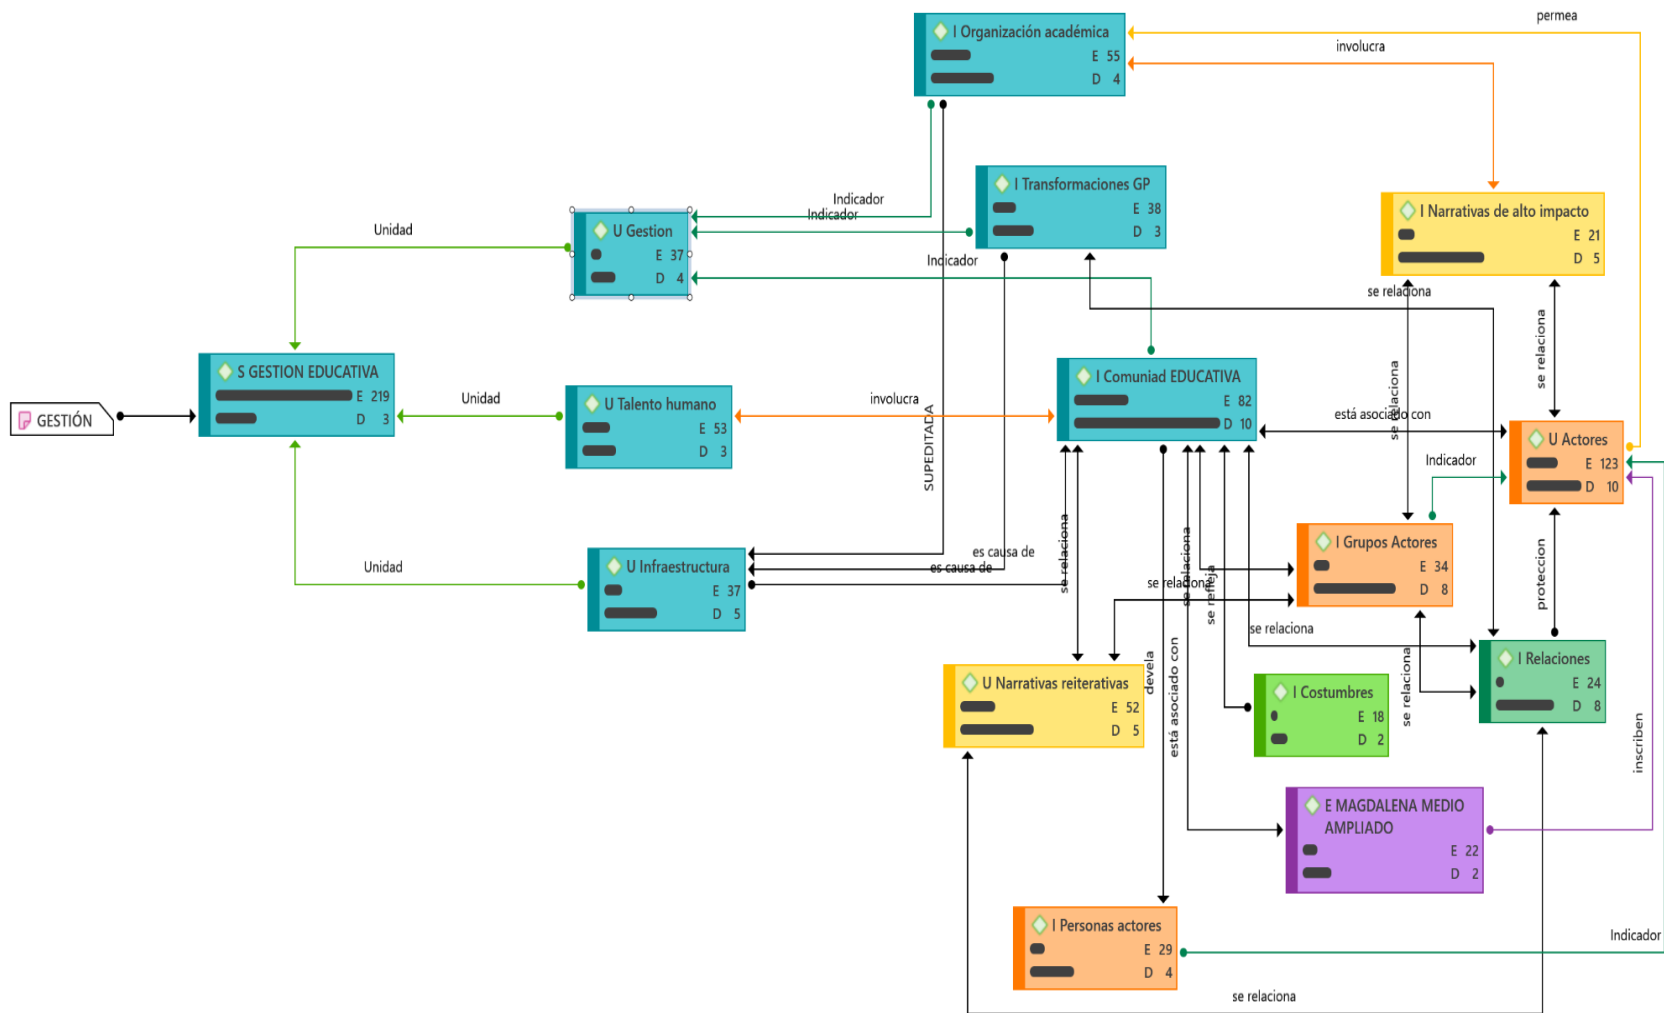 permea
I Organización académica
E 55
D 4
involucra
I Transformaciones GP
E 38
D 3
Indicador
Indicador
I Narrativas de alto impacto
E 21
D 5
Unidad
U Gestion
E 37
D 4
Indicador
se relaciona
se relaciona
se relaciona
S GESTION EDUCATIVA
E 219
D 3
GESTIÓN
Unidad
U Talento humano
E 53
D 3
involucra
I Comuniad EDUCATIVA
E 82
D 10
está asociado con
U Actores
E 123
D 10
Indicador
SUPEDITADA
Unidad
U Infraestructura
E 37
D 5
es causa de
es causa de
se relaciona
se relaciona
se refleja
se relaciona
I Grupos Actores
E 34
D 8
proteccion
se relaciona
se relaciona
I Relaciones
E 24
D 8
U Narrativas reiterativas
E 52
D 5
devela
está asociado con
I Costumbres
E 18
D 2
inscriben
E MAGDALENA MEDIO
AMPLIADO
E 22
D 2
I Personas actores
E 29
D 4
Indicador
se relaciona